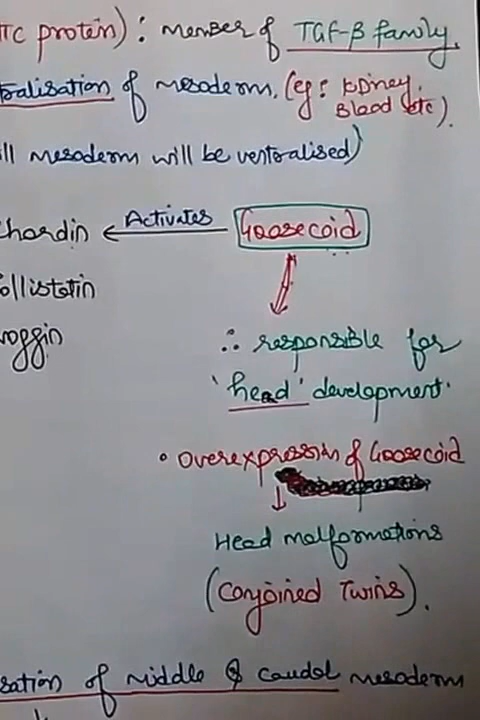 TC protein) : member of TGF-β family.
ralisation of mesoderm. (eg: kidney,
Blood etc).
ll mesoderm will be ventralised)
Chordin ← Activates Goosecoid
ollistatin
oggin
∴ responsible for
'head' development.
• overexpression of Goosecoid
↓
Head malformations
(conjoined Twins).
sation of middle & caudal mesoderm